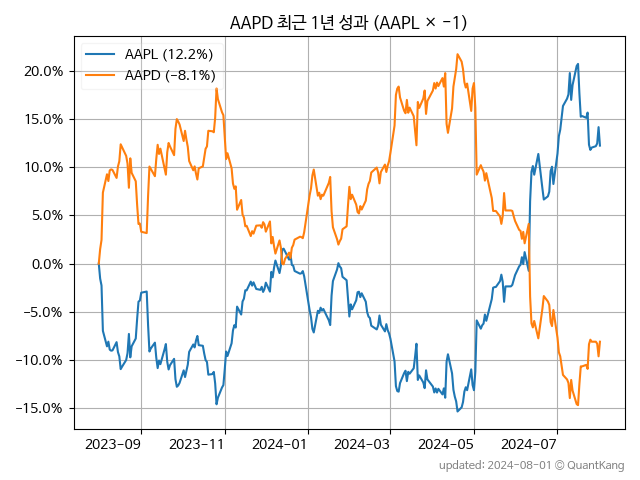 AAPD 최근 1년 성과 (AAPL × −1)
AAPL (12.2%)
AAPD (−8.1%)
20.0%
15.0%
10.0%
5.0%
0.0%
−5.0%
−10.0%
−15.0%
2023-09 2023-11 2024-01 2024-03 2024-05 2024-07
updated: 2024-08-01 © QuantKang